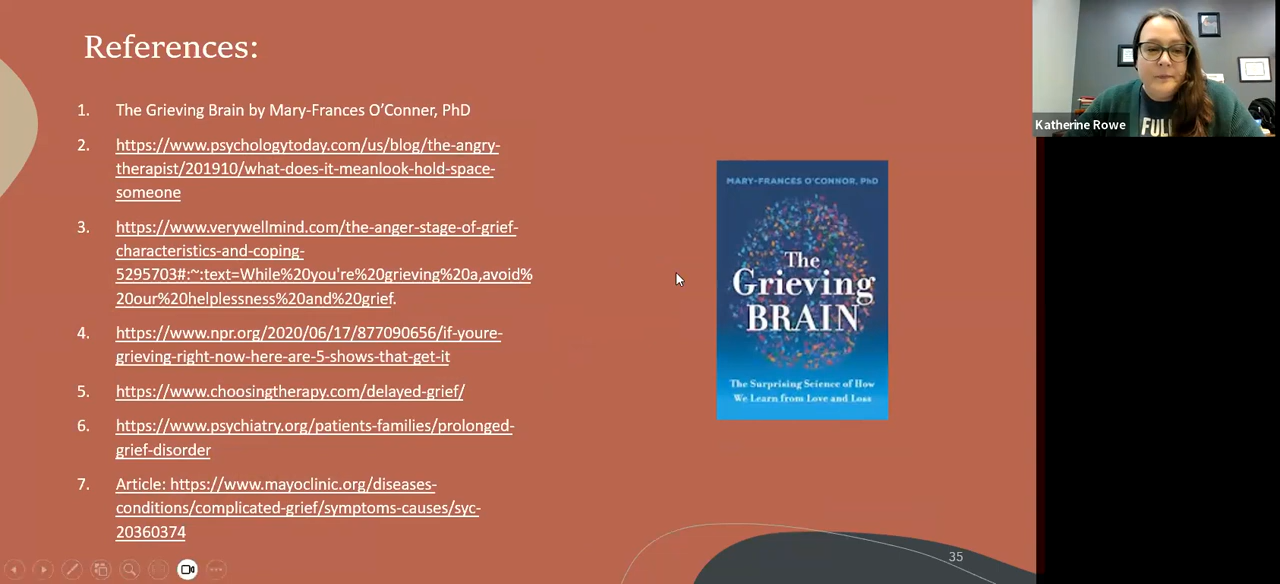 References:
1. The Grieving Brain by Mary-Frances O'Conner, PhD
2. https://www.psychologytoday.com/us/blog/the-angry-
therapist/201910/what-does-it-meanlook-hold-space-
someone
3. https://www.verywellmind.com/the-anger-stage-of-grief-
characteristics-and-coping-
5295703#:~:text=While%20you're%20grieving%20a,avoid%
20our%20helplessness%20and%20grief.
4. https://www.npr.org/2020/06/17/877090656/if-youre-
grieving-right-now-here-are-5-shows-that-get-it
5. https://www.choosingtherapy.com/delayed-grief/
6. https://www.psychiatry.org/patients-families/prolonged-
grief-disorder
7. Article: https://www.mayoclinic.org/diseases-
conditions/complicated-grief/symptoms-causes/syc-
20360374
MARY-FRANCES O'CONNOR, PhD
The
Grieving
BRAIN
The Surprising Science of How
We Learn from Love and Loss
35
FULL
Katherine Rowe